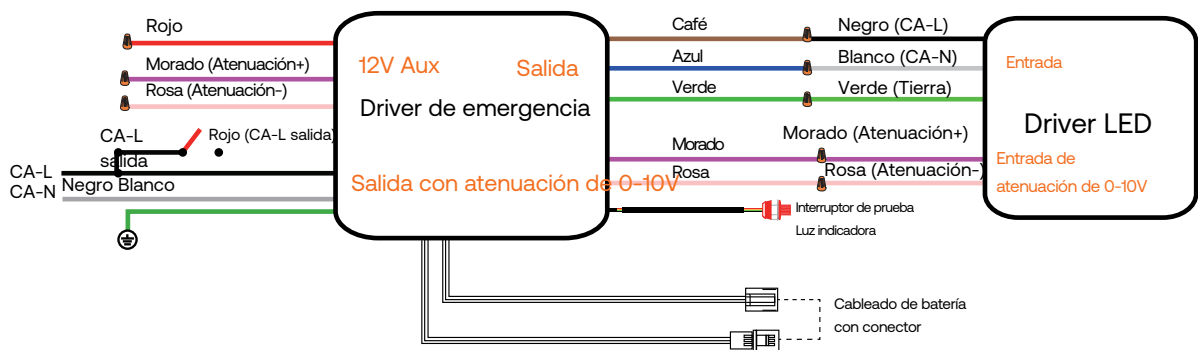 Rojo
Morado (Atenuación+)
Rosa (Atenuación-)
CA-L
salida
Rojo (CA-L salida)
CA-L
CA-N
Negro Blanco
12V Aux
Salida
Driver de emergencia
Salida con atenuación de 0-10V
Café
Negro (CA-L)
Azul
Blanco (CA-N)
Verde
Verde (Tierra)
Morado
Morado (Atenuación+)
Rosa
Rosa (Atenuación-)
Interruptor de prueba
Luz indicadora
Entrada
Driver LED
Entrada de
atenuación de 0-10V
Cableado de batería
con conector